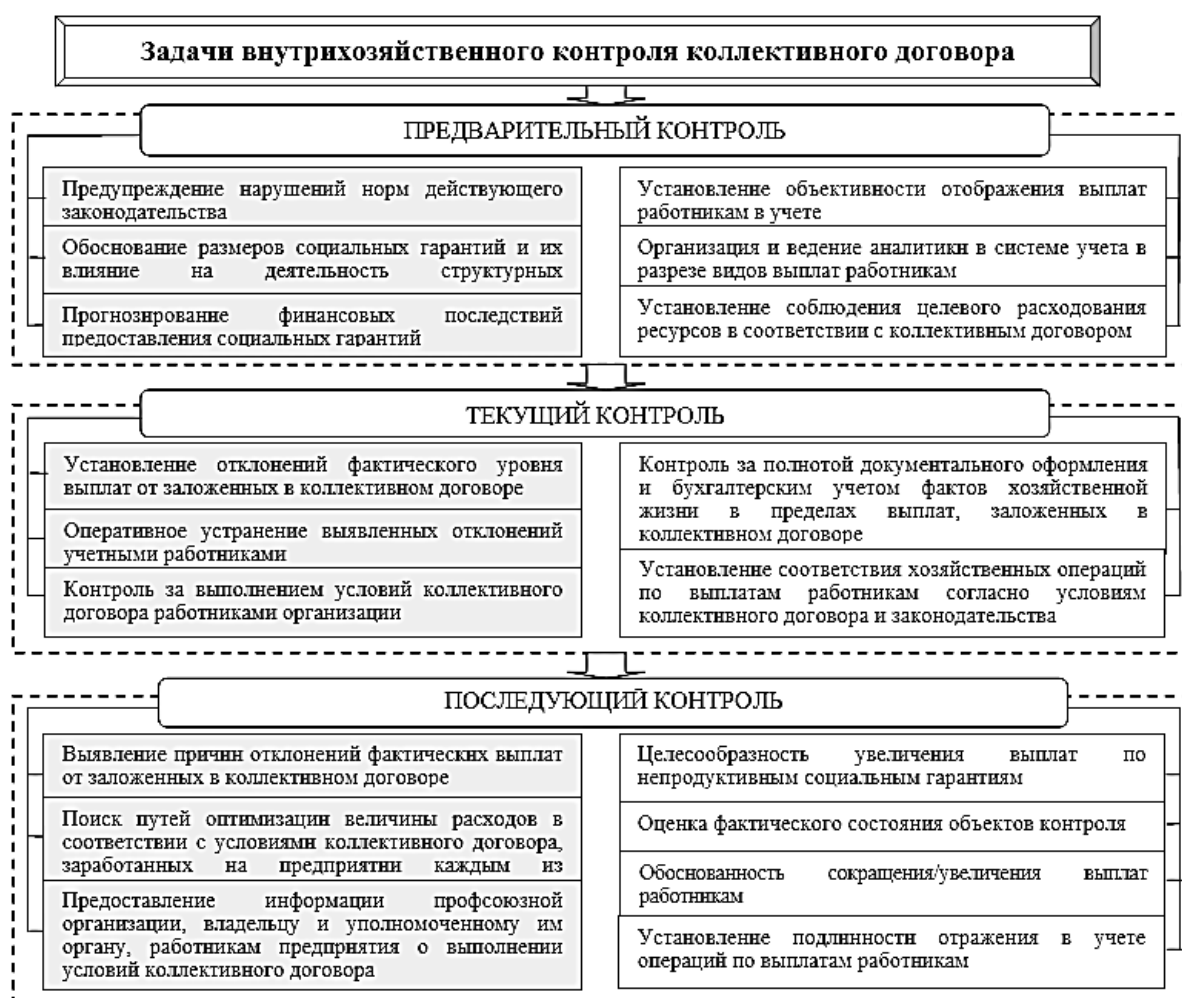 Задачи внутрихозяйственного контроля коллективного договора
ПРЕДВАРИТЕЛЬНЫЙ КОНТРОЛЬ
Предупреждение нарушений норм действующего
законодательства
Обоснование размеров социальных гарантий и их
влияние на деятельность структурных
Прогнозирование финансовых последствий
предоставления социальных гарантий
Установление объективности отображения выплат
работникам в учете
Организация и ведение аналитики в системе учета в
разрезе видов выплат работникам
Установление соблюдения целевого расходования
ресурсов в соответствии с коллективным договором
ТЕКУЩИЙ КОНТРОЛЬ
Установление отклонений фактического уровня
выплат от заложенных в коллективном договоре
Оперативное устранение выявленных отклонений
учетными работниками
Контроль за выполнением условий коллективного
договора работниками организации
Контроль за полнотой документального оформления
и бухгалтерским учетом фактов хозяйственной
жизни в пределах выплат, заложенных в
коллективном договоре
Установление соответствия хозяйственных операций
по выплатам работникам согласно условиям
коллективного договора и законодательства
ПОСЛЕДУЮЩИЙ КОНТРОЛЬ
Выявление причин отклонений фактических выплат
от заложенных в коллективном договоре
Поиск путей оптимизации величины расходов в
соответствии с условиями коллективного договора,
заработанных на предприятии каждым из
Предоставление информации профсоюзной
организации, владельцу и уполномоченному им
органу, работникам предприятия о выполнении
условий коллективного договора
Целесообразность увеличения выплат по
непродуктивным социальным гарантиям
Оценка фактического состояния объектов контроля
Обоснованность сокращения/увеличения выплат
работникам
Установление подлинности отражения в учете
операций по выплатам работникам